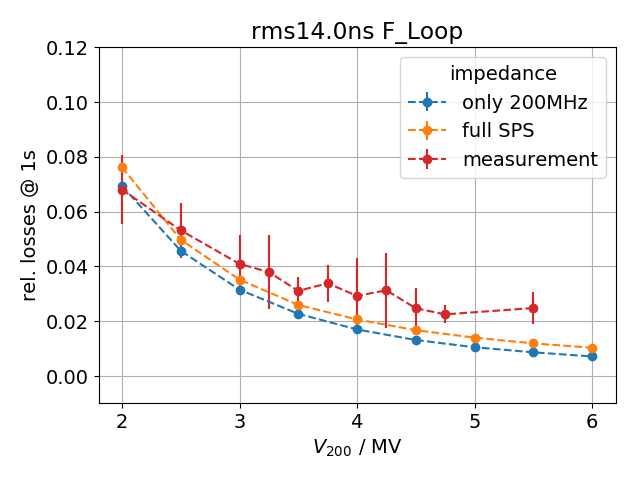 rms14.0ns F_Loop
0.12
0.10
0.08
0.06
0.04
0.02
0.00
rel. losses @ 1s
impedance
only 200MHz
full SPS
measurement
2 3 4 5 6
V₂₀₀ / MV